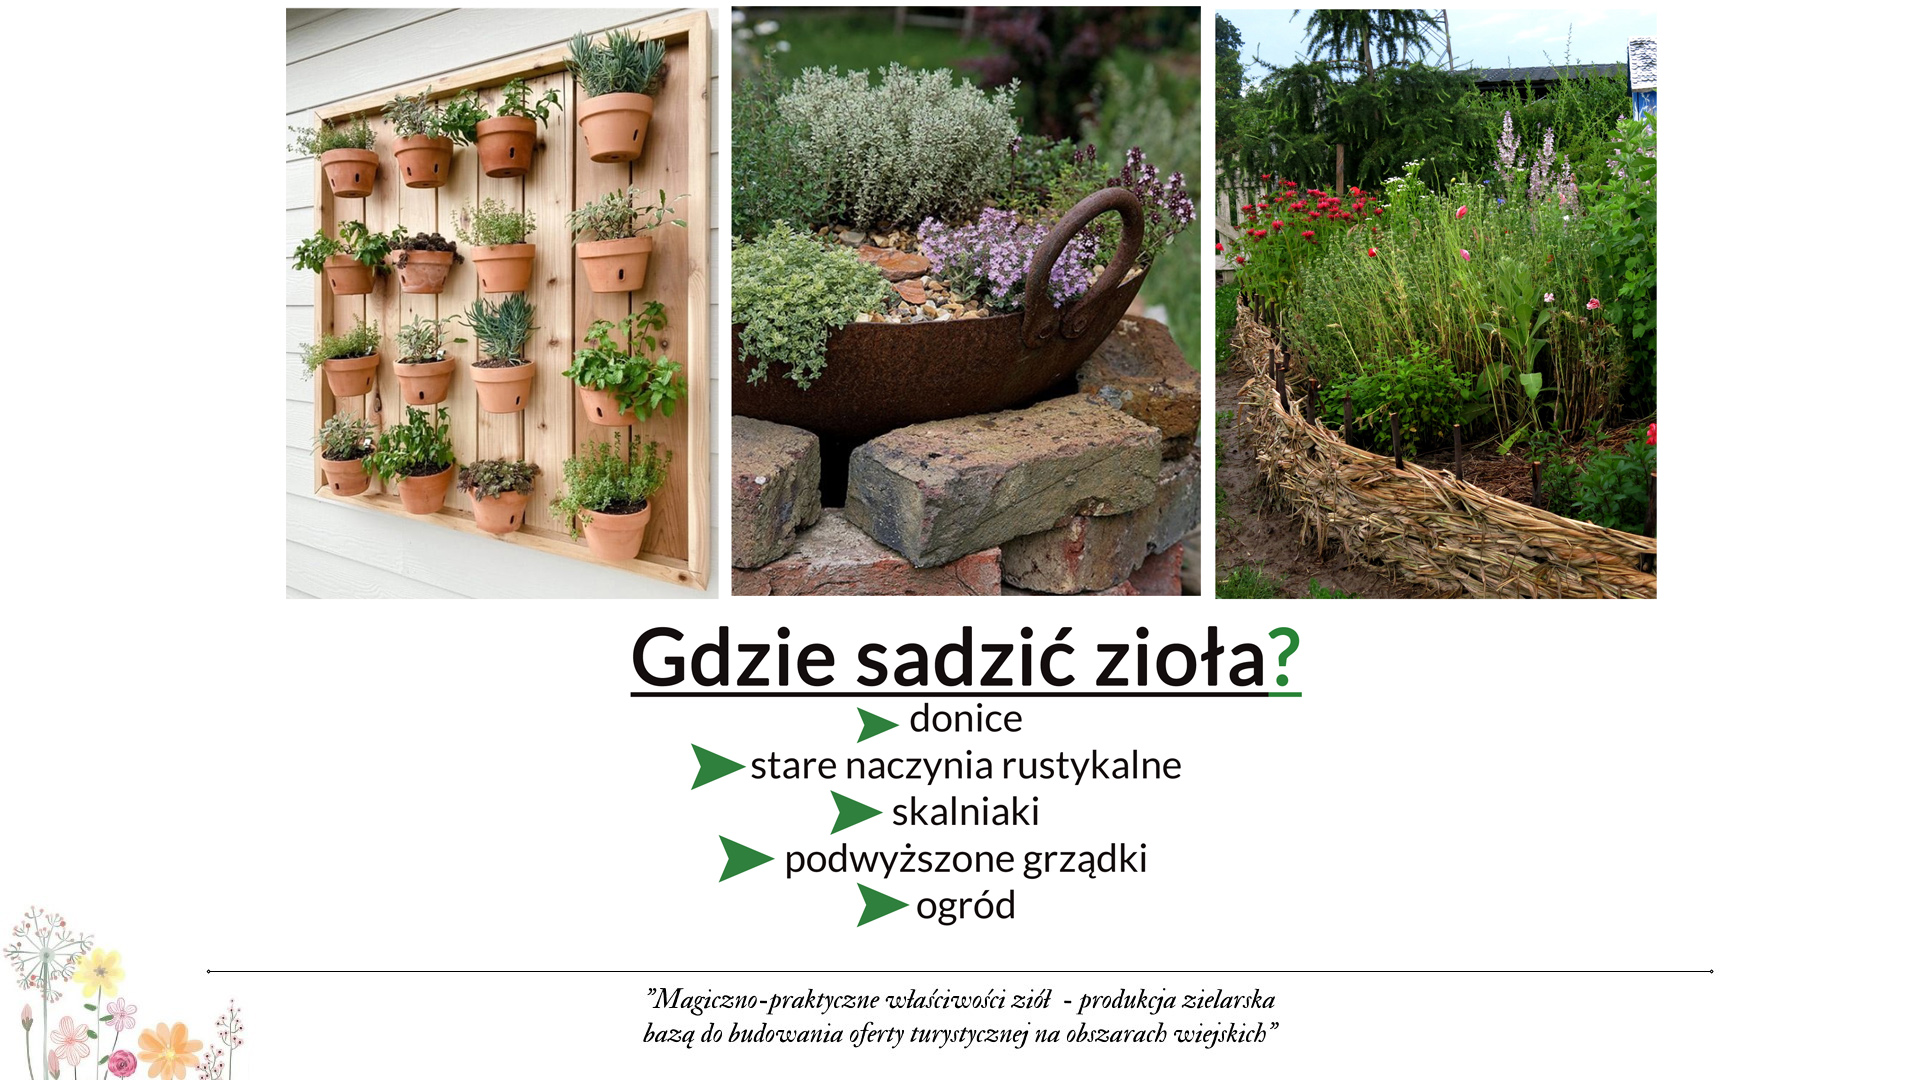 Gdzie sadzić zioła?
donice
stare naczynia rustykalne
skalniaki
podwyższone grządki
ogród
"Magiczno-praktyczne właściwości ziół - produkcja zielarska
bazą do budowania oferty turystycznej na obszarach wiejskich"